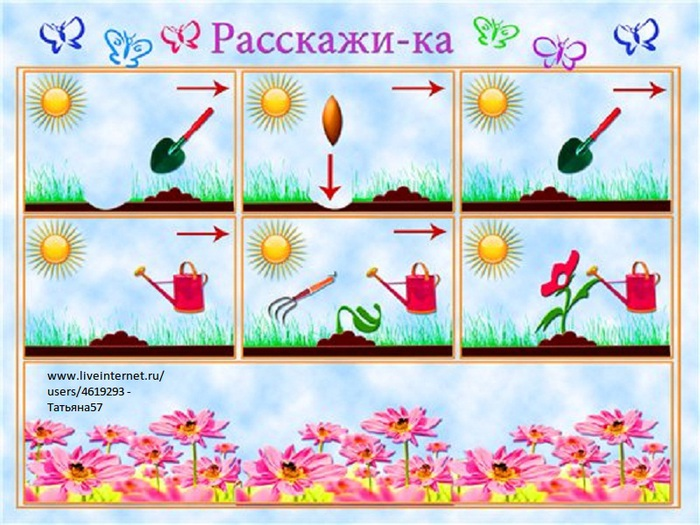 Расскажи-ка
www.liveinternet.ru/
users/4619293 -
Татьяна57